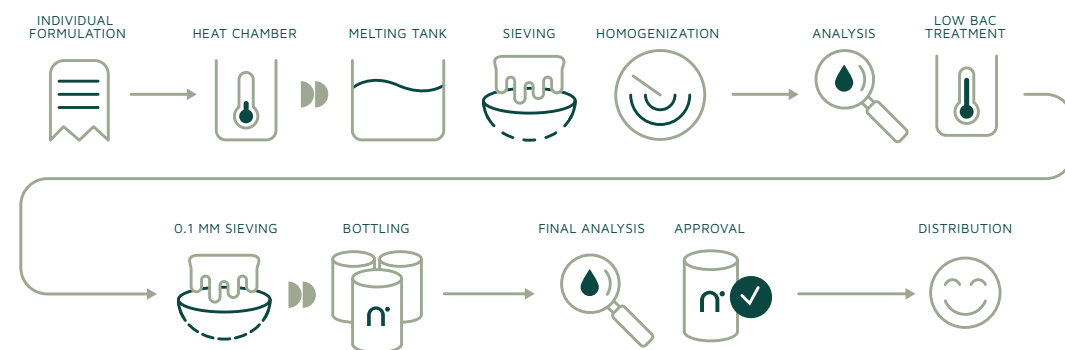 INDIVIDUAL
FORMULATION
HEAT CHAMBER
MELTING TANK
SIEVING
HOMOGENIZATION
ANALYSIS
LOW BAC
TREATMENT
0.1 MM SIEVING
BOTTLING
FINAL ANALYSIS
APPROVAL
DISTRIBUTION
n
n